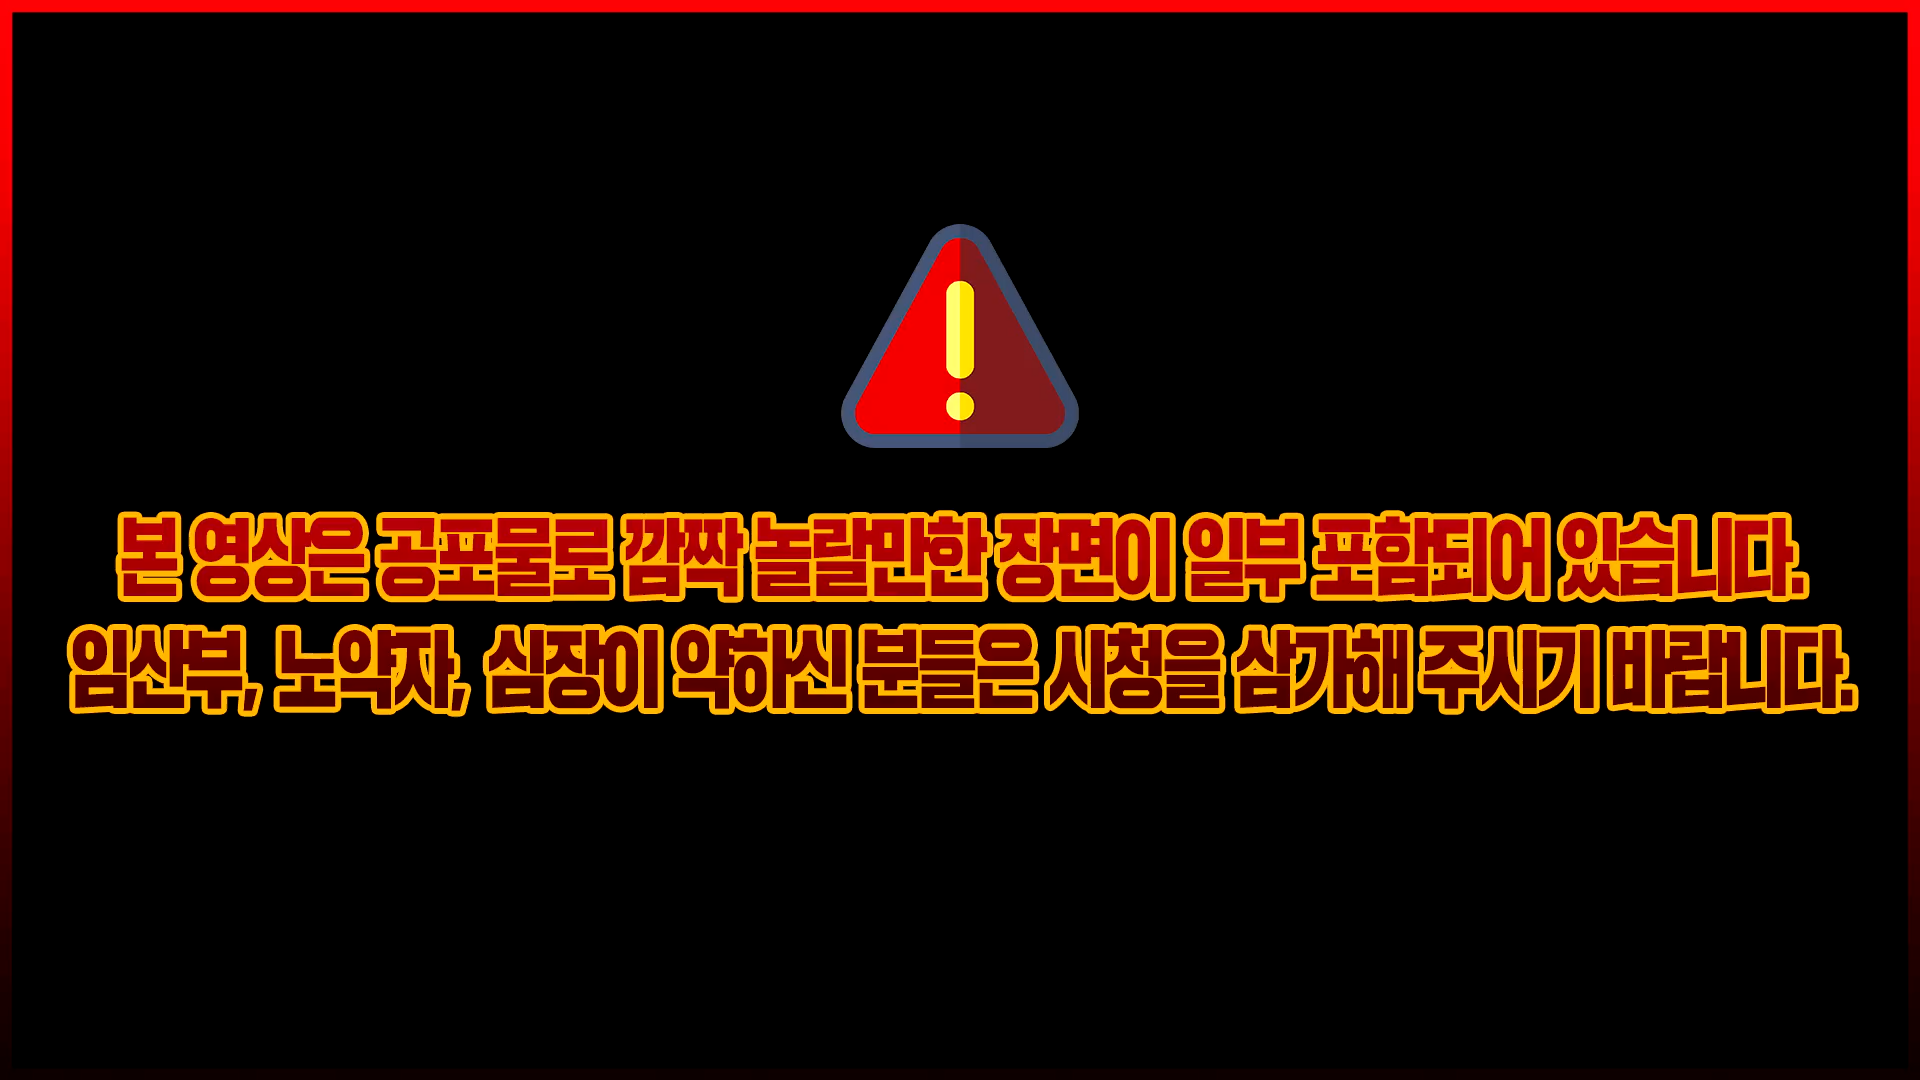 본 영상은 공포물로 깜짝 놀랄만한 장면이 일부 포함되어 있습니다.
임산부, 노약자, 심장이 약하신 분들은 시청을 삼가해 주시기 바랍니다.